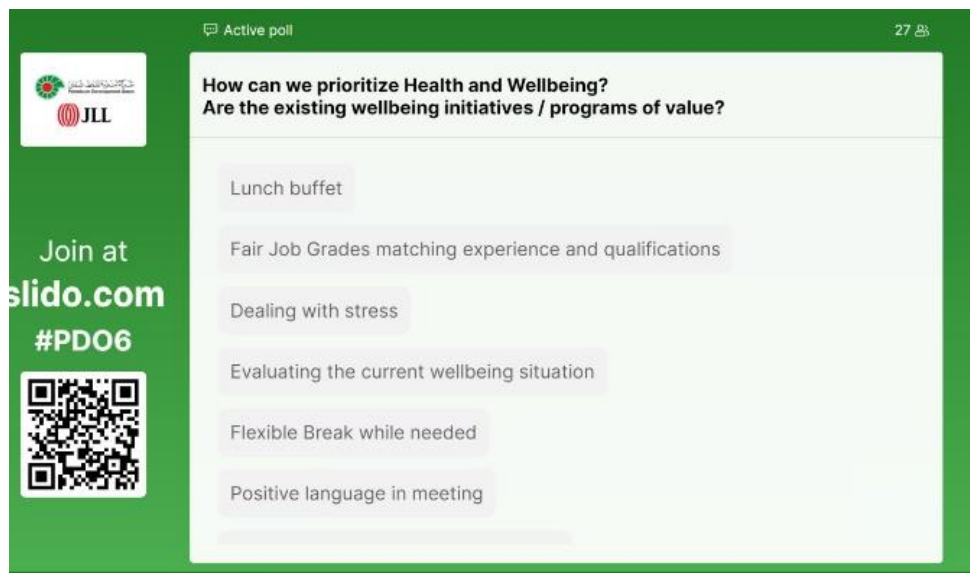 Active poll
27
JLL
How can we prioritize Health and Wellbeing?
Are the existing wellbeing initiatives / programs of value?
Lunch buffet
Fair Job Grades matching experience and qualifications
Dealing with stress
Evaluating the current wellbeing situation
Flexible Break while needed
Positive language in meeting
Join at
slido.com
#PDO6